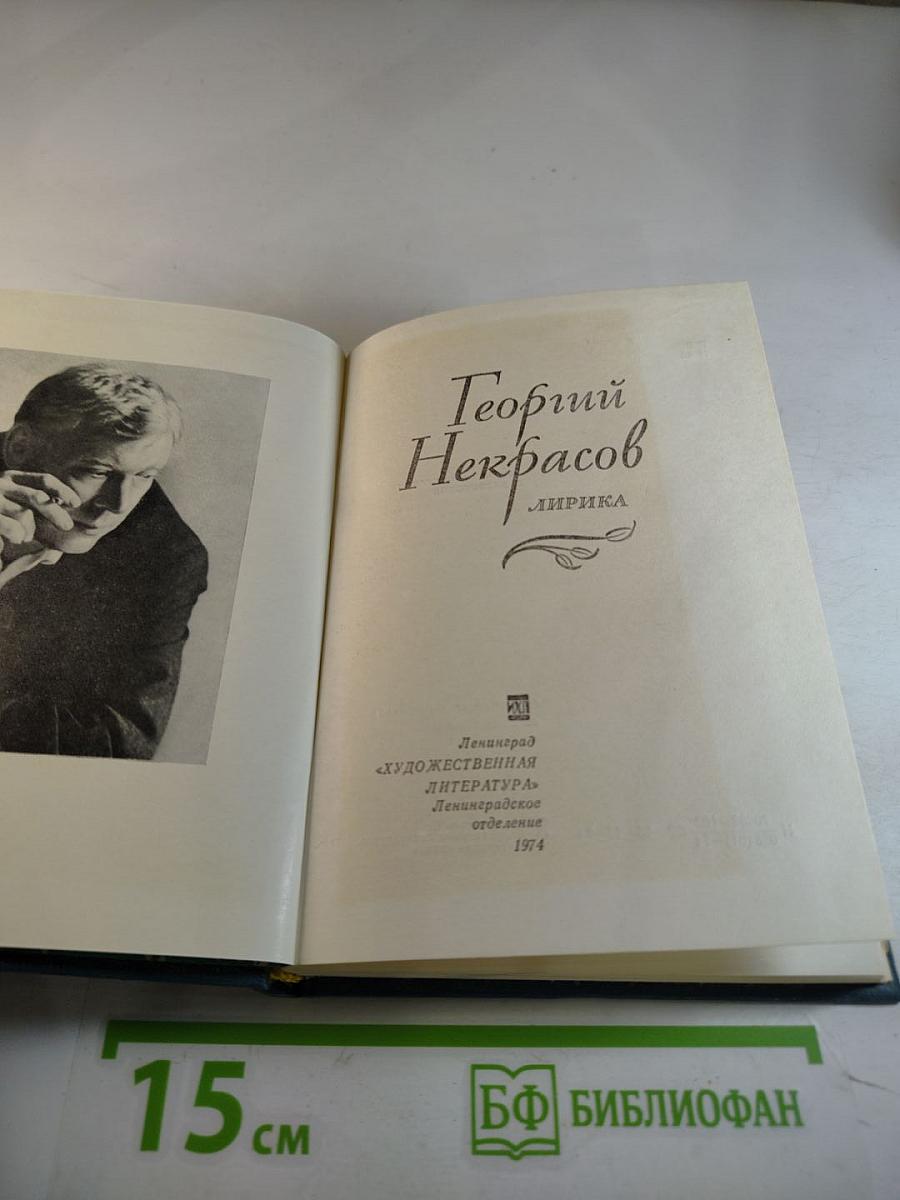 Георгий
Некрасов
ЛИРИКА
Ленинград
«ХУДОЖЕСТВЕННАЯ
ЛИТЕРАТУРА»
Ленинградское
отделение
1974
15 см
БФ БИБЛИОФАН